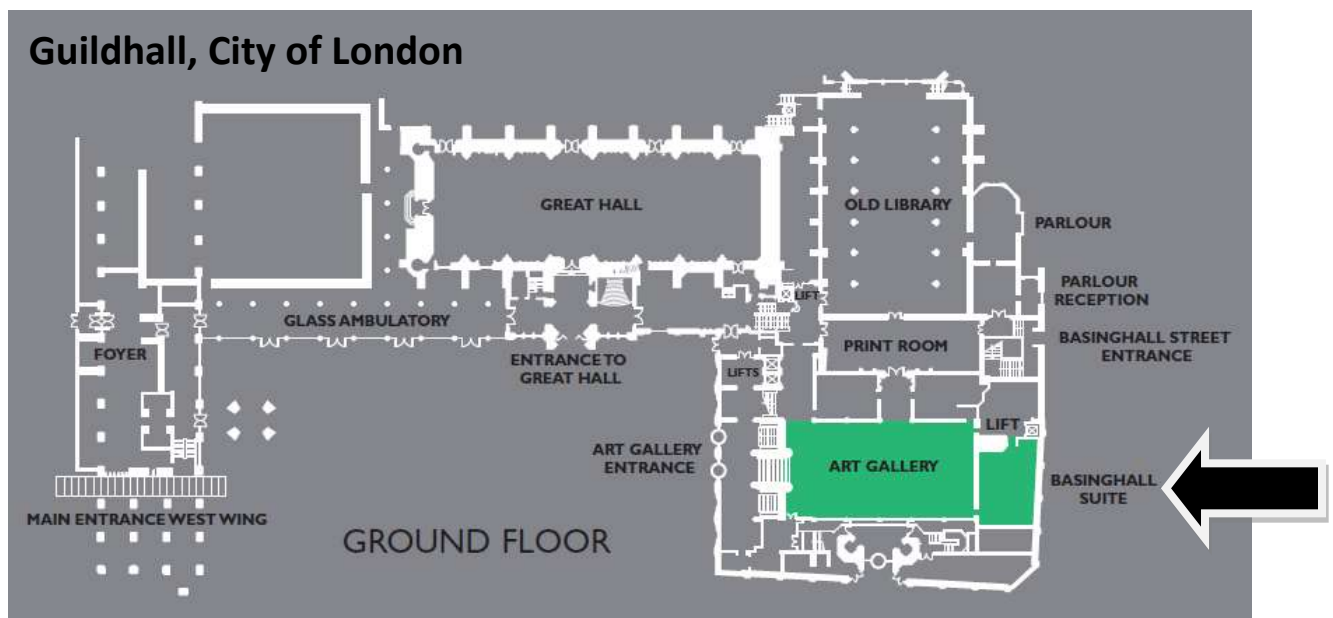 Guildhall, City of London
GREAT HALL
OLD LIBRARY
PARLOUR
PARLOUR
RECEPTION
LIFT
GLASS AMBULATORY
BASINGHALL STREET
ENTRANCE
PRINT ROOM
FOYER
ENTRANCE TO
GREAT HALL
LIFTS
LIFT
ART GALLERY
ENTRANCE
ART GALLERY
BASINGHALL
SUITE
MAIN ENTRANCE WEST WING
GROUND FLOOR